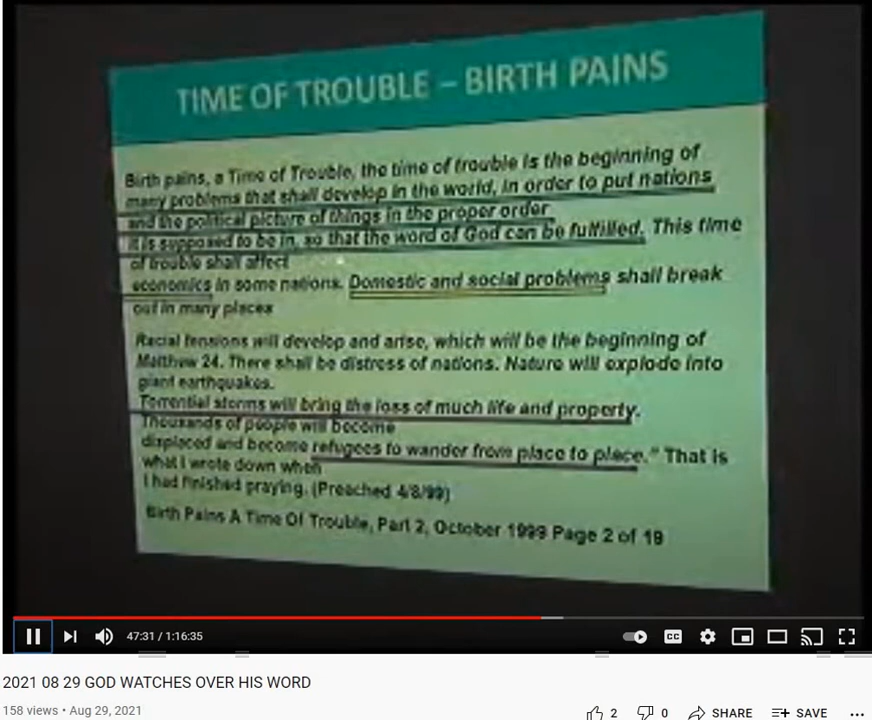 TIME OF TROUBLE – BIRTH PAINS
Birth pains, a Time of Trouble, the time of trouble is the beginning of
many problems that shall develop in the world, in order to put nations
and the political picture of things in the proper order
it is supposed to be in, so that the word of God can be fulfilled. This time
of trouble shall affect
economics in some nations. Domestic and social problems shall break
out in many places
Racial tensions will develop and arise, which will be the beginning of
Matthew 24. There shall be distress of nations. Nature will explode into
giant earthquakes.
Torrential storms will bring the loss of much life and property.
Thousands of people will become
displaced and become refugees to wander from place to place." That is
what I wrote down when
I had finished praying. (Preached 4/8/99)
Birth Pains A Time Of Trouble, Part 2, October 1999 Page 2 of 19
47:31 / 1:16:35
CC
2021 08 29 GOD WATCHES OVER HIS WORD
158 views • Aug 29, 2021
2
0
SHARE
SAVE